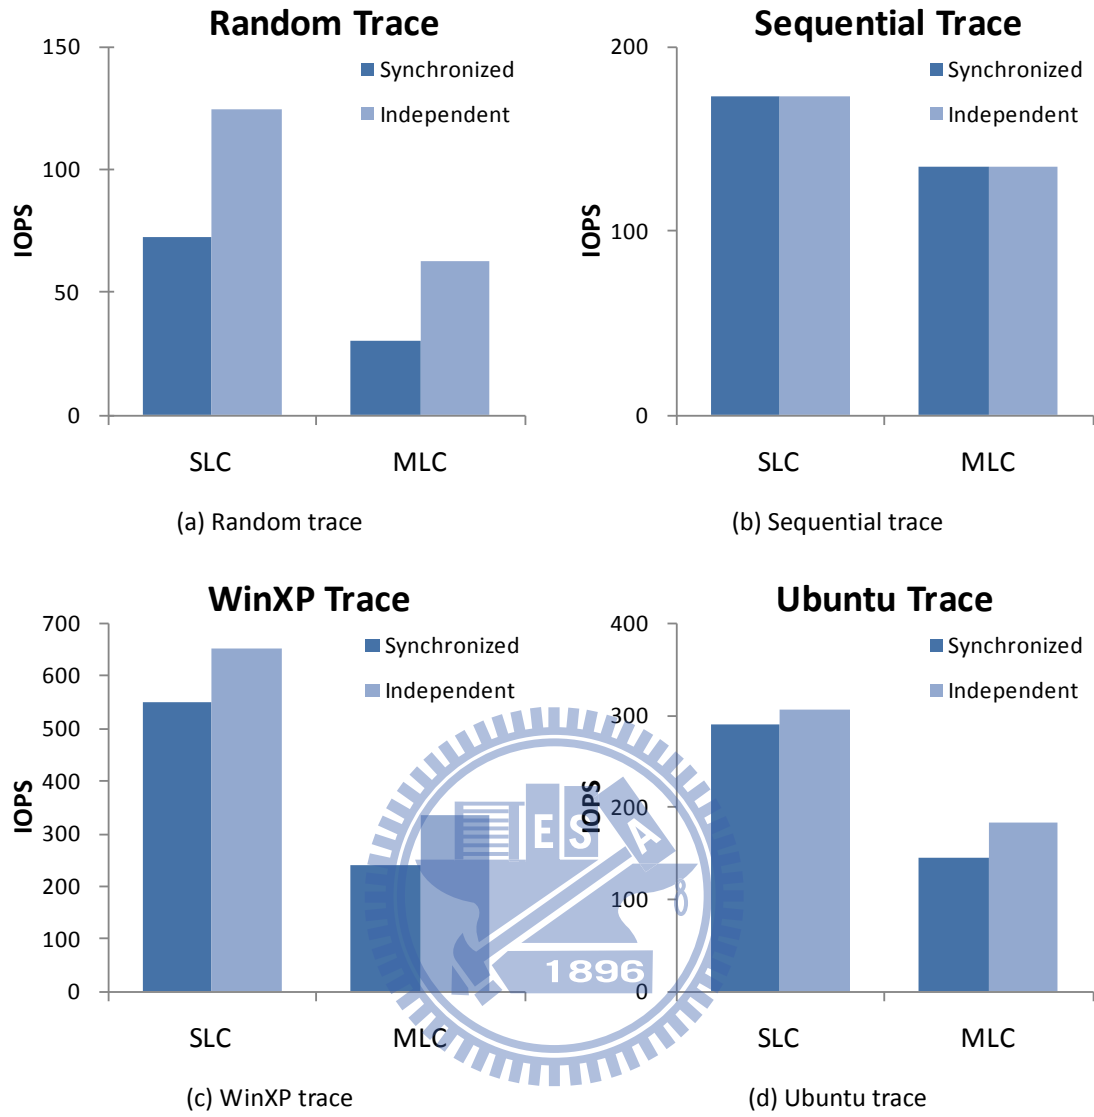 Random Trace
150
100
50
0
IOPS
Synchronized
Independent
SLC
MLC
(a) Random trace
Sequential Trace
200
100
0
IOPS
Synchronized
Independent
SLC
MLC
(b) Sequential trace
WinXP Trace
700
600
500
400
300
200
100
0
IOPS
Synchronized
Independent
SLC
MLC
(c) WinXP trace
Ubuntu Trace
400
300
200
100
0
IOPS
Synchronized
Independent
SLC
MLC
(d) Ubuntu trace
E S A
1896